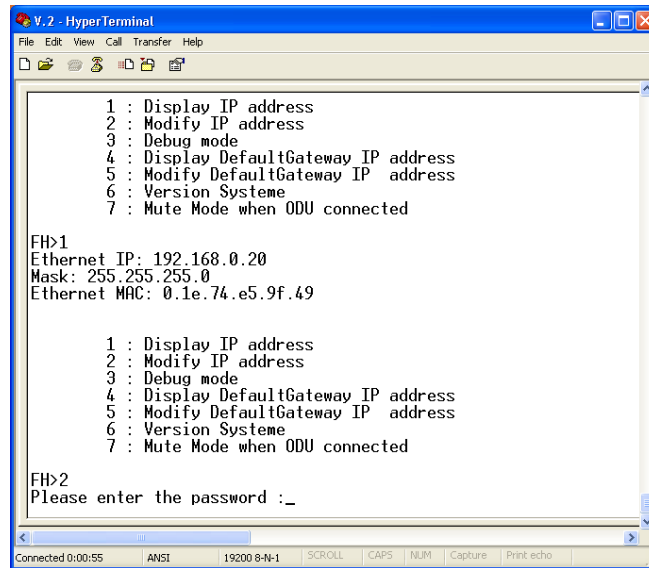 V.2 - HyperTerminal
File Edit View Call Transfer Help
1 : Display IP address
2 : Modify IP address
3 : Debug mode
4 : Display DefaultGateway IP address
5 : Modify DefaultGateway IP  address
6 : Version Systeme
7 : Mute Mode when ODU connected
FH>1
Ethernet IP: 192.168.0.20
Mask: 255.255.255.0
Ethernet MAC: 0.1e.74.e5.9f.49
1 : Display IP address
2 : Modify IP address
3 : Debug mode
4 : Display DefaultGateway IP address
5 : Modify DefaultGateway IP  address
6 : Version Systeme
7 : Mute Mode when ODU connected
FH>2
Please enter the password :_
Connected 0:00:55 ANSI 19200 8-N-1 SCROLL CAPS NUM Capture Print echo